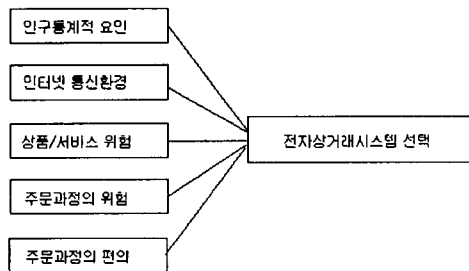 인구통계적 요인
인터넷 통신환경
상품/서비스 위험
전자상거래시스템 선택
주문과정의 위험
주문과정의 편의